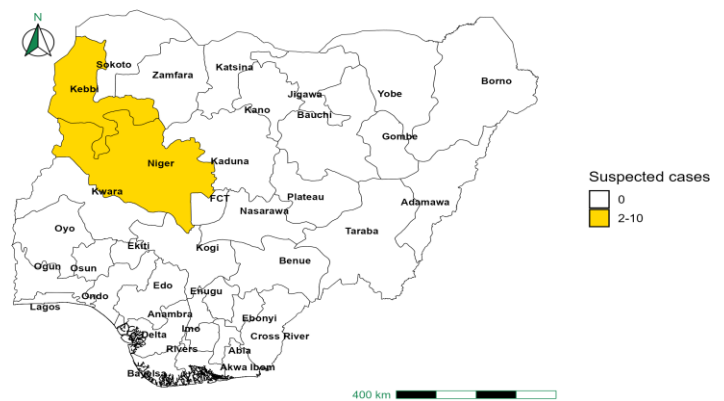 N
Sokoto
Katsina
Zamfara
Kebbi
Jigawa
Yobe
Borno
Kano
Bauchi
Gombe
Niger
Kaduna
Kwara
FCT
Plateau
Nasarawa
Adamawa
Taraba
Oyo
Ekiti
Kogi
Benue
Ogun
Osun
Edo
Enugu
Ondo
Lagos
Anambra
Ebonyi
Delta
Imo
Cross River
Rivers
Abia
Akwa Ibom
Bayelsa
Suspected cases
0
2-10
400 km